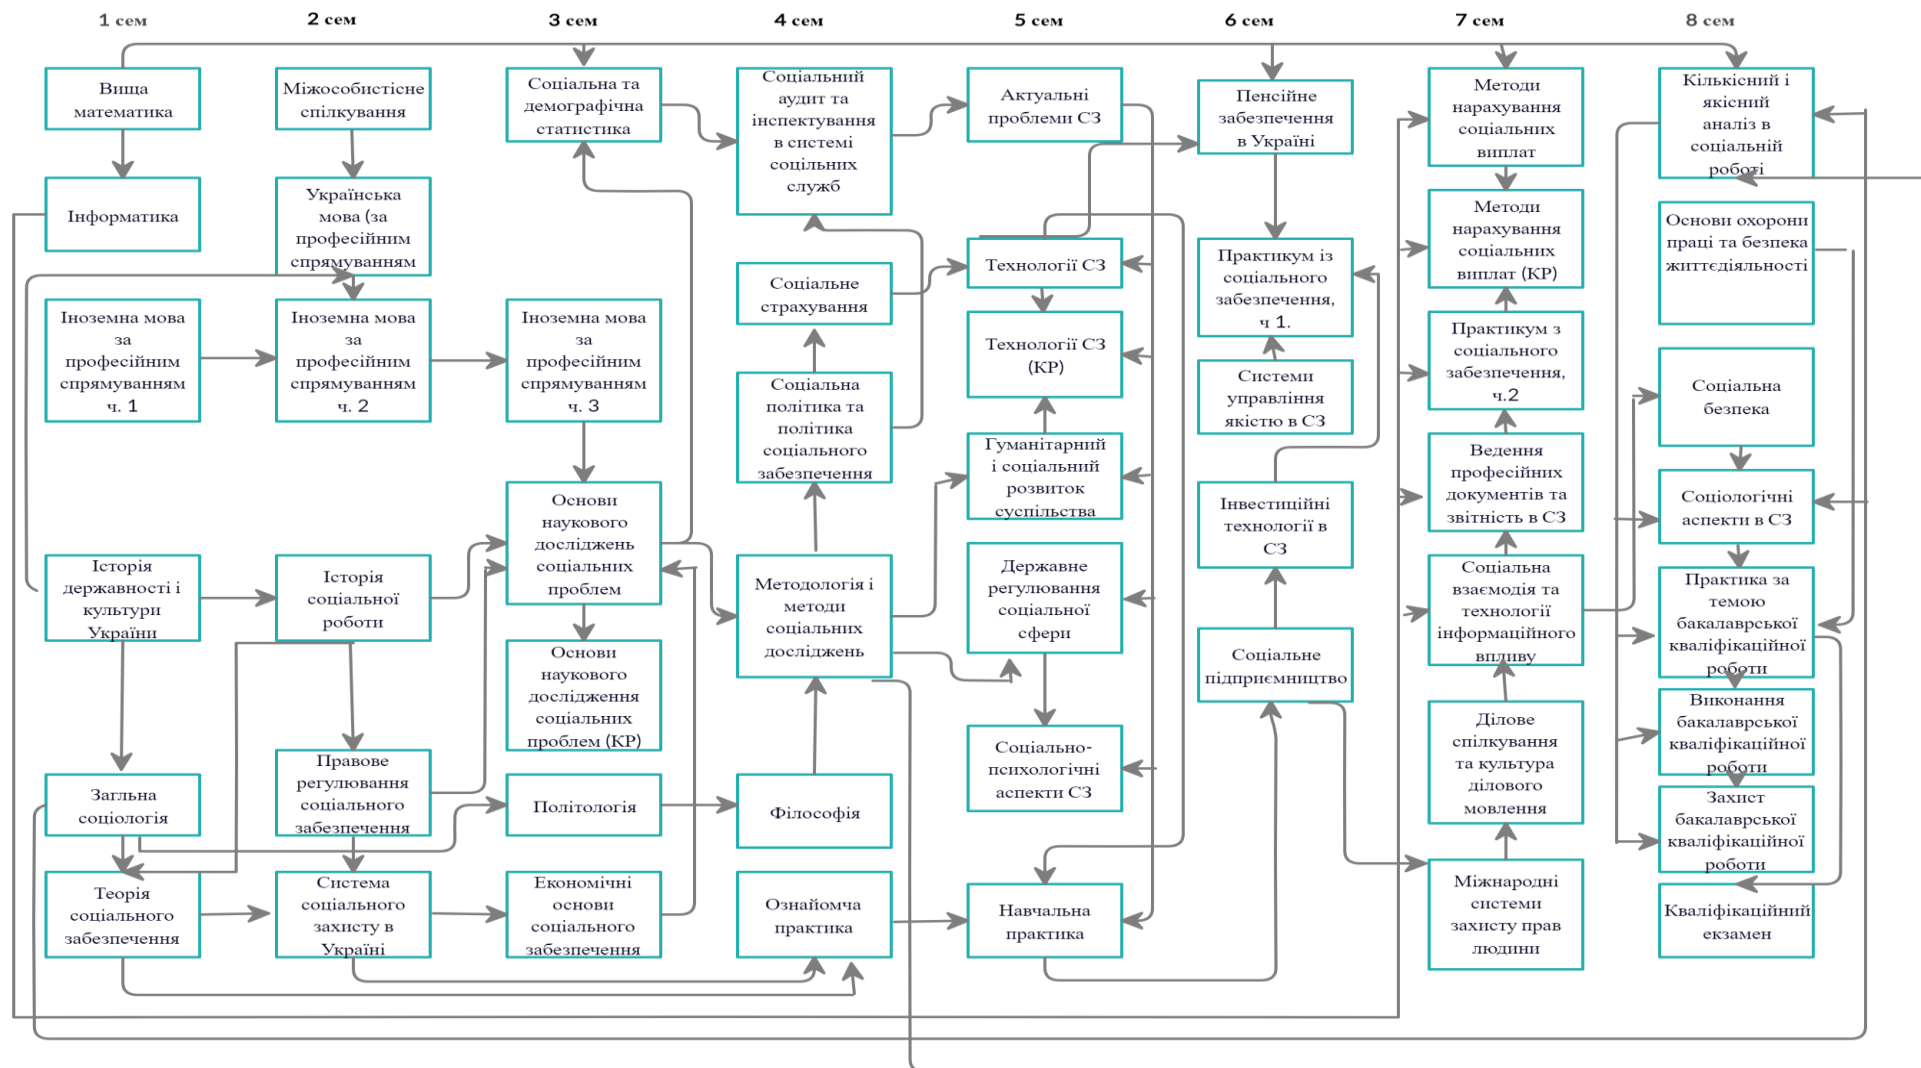 1 сем
2 сем
3 сем
4 сем
5 сем
6 сем
7 сем
8 сем
Вища
математика
Інформатика
Іноземна мова
за
професійним
спрямуванням
ч. 1
Історія
державності і
культури
України
Загльна
соціологія
Теорія
соціального
забезпечення
Міжособистісне
спілкування
Українська
мова (за
професійним
спрямуванням
Іноземна мова
за
професійним
спрямуванням
ч. 2
Історія
соціальної
роботи
Правове
регулювання
соціального
забезпечення
Система
соціального
захисту в
Україні
Соціальна та
демографічна
статистика
Іноземна мова
за
професійним
спрямуванням
ч. 3
Основи
наукового
досліджень
соціальних
проблем
Основи
наукового
дослідження
соціальних
проблем (КР)
Політологія
Економічні
основи
соціального
забезпечення
Соціальний
аудит та
інспектування
в системі
соцільних
служб
Соціальне
страхування
Соціальна
політика та
політика
соціального
забезпечення
Методологія і
методи
соціальних
досліджень
Філософія
Ознайомча
практика
Актуальні
проблеми СЗ
Технології СЗ
Технології СЗ
(КР)
Гуманітарний
і соціальний
розвиток
суспільства
Державне
регулювання
соціальної
сфери
Соціально-
психологічні
аспекти СЗ
Навчальна
практика
Пенсійне
забезпечення
в Україні
Практикум із
соціального
забезпечення,
ч 1.
Системи
управління
якістю в СЗ
Інвестиційні
технології в
СЗ
Соціальне
підприємництво
Методи
нарахування
соціальних
виплат
Методи
нарахування
соціальних
виплат (КР)
Практикум з
соціального
забезпечення,
ч.2
Ведення
професійних
документів та
звітність в СЗ
Соціальна
взаємодія та
технології
інформаційного
впливу
Ділове
спілкування
та культура
ділового
мовлення
Міжнародні
системи
захисту прав
людини
Кількісний і
якісний
аналіз в
соціальній
роботі
Основи охорони
праці та безпека
життєдіяльності
Соціальна
безпека
Соціологічні
аспекти в СЗ
Практика за
темою
бакалаврської
кваліфікаційної
роботи
Виконання
бакалаврської
кваліфікаційної
роботи
Захист
бакалаврської
кваліфікаційної
роботи
Кваліфікаційний
екзамен